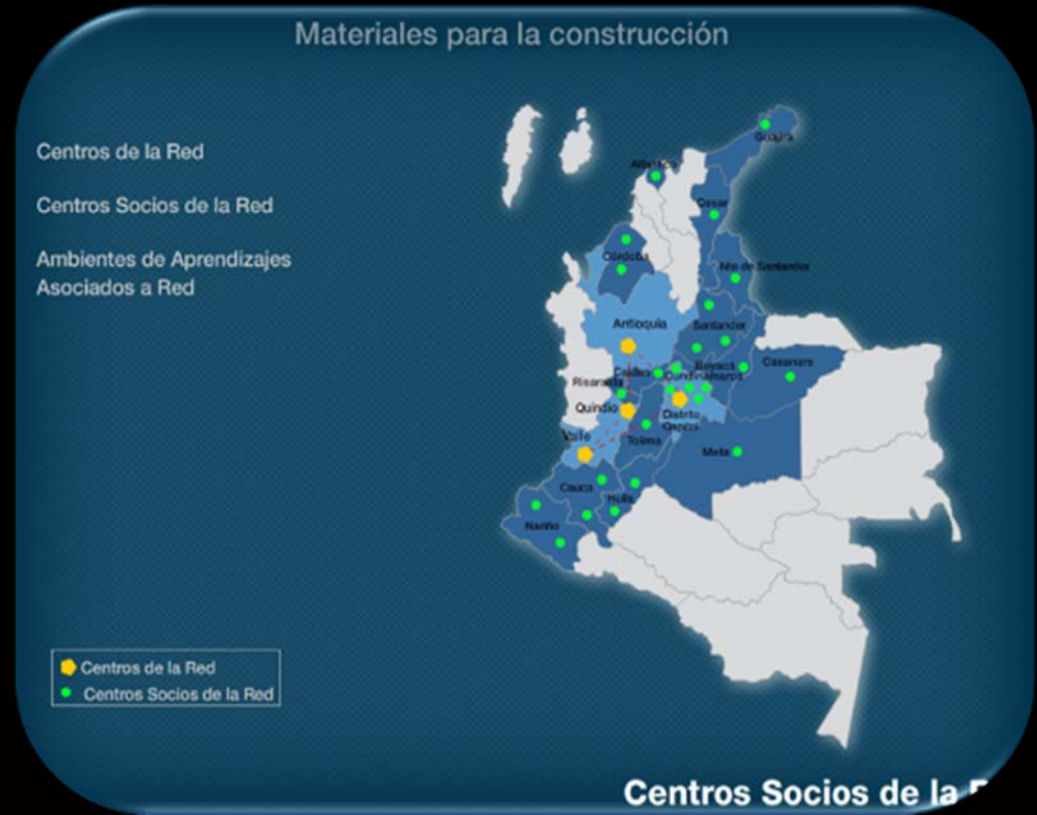 Materiales para la construcción
Centros de la Red
Centros Socios de la Red
Ambientes de Aprendizajes
Asociados a Red
Guajira
Atlántico
Cesar
Córdoba
Nte de Santander
Antioquia
Santander
Boyacá
Casanare
Caldas
Cundinamarca
Risaralda
Quindío
Distrito
Capital
Valle
Tolima
Meta
Cauca
Huila
Nariño
Centros de la Red
Centros Socios de la Red
Centros Socios de la